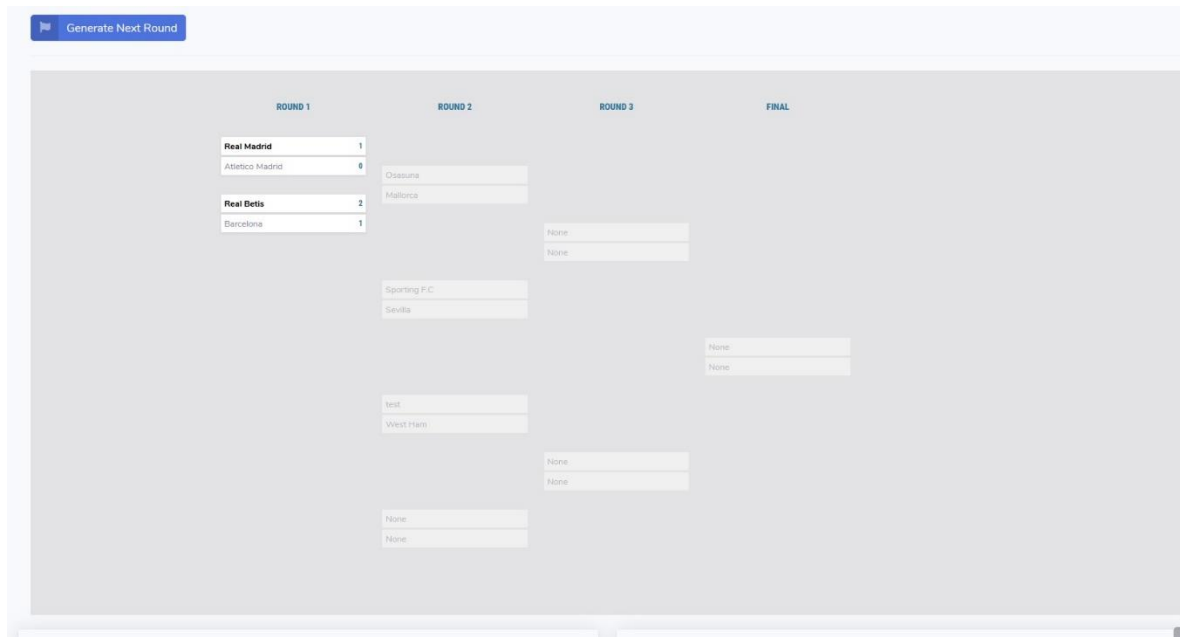 Generate Next Round
ROUND 1 ROUND 2 ROUND 3 FINAL
Real Madrid 1
Atletico Madrid 0
Real Betis 2
Barcelona 1
Osasuna
Mallorca
Sporting F.C
Sevilla
test
West Ham
None
None
None
None
None
None
None
None